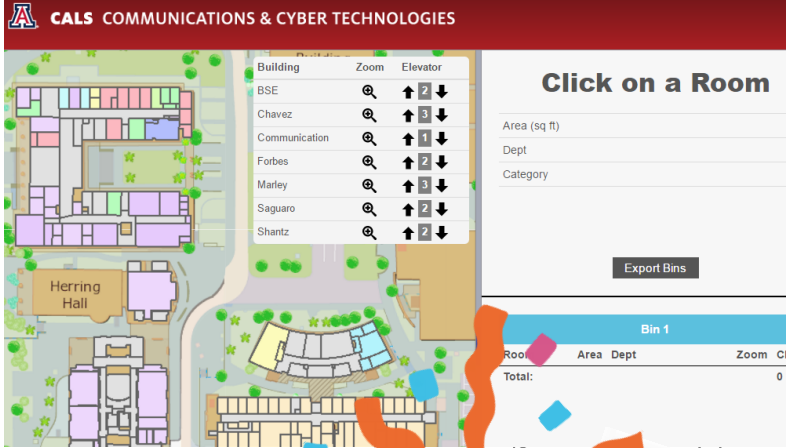 CALS COMMUNICATIONS & CYBER TECHNOLOGIES
Building Zoom Elevator
BSE 2
Chavez 3
Communication 1
Forbes 2
Marley 3
Saguaro 2
Shantz 2
Herring
Hall
Click on a Room
Area (sq ft)
Dept
Category
Export Bins
Bin 1
Area Dept Zoom
Total: 0